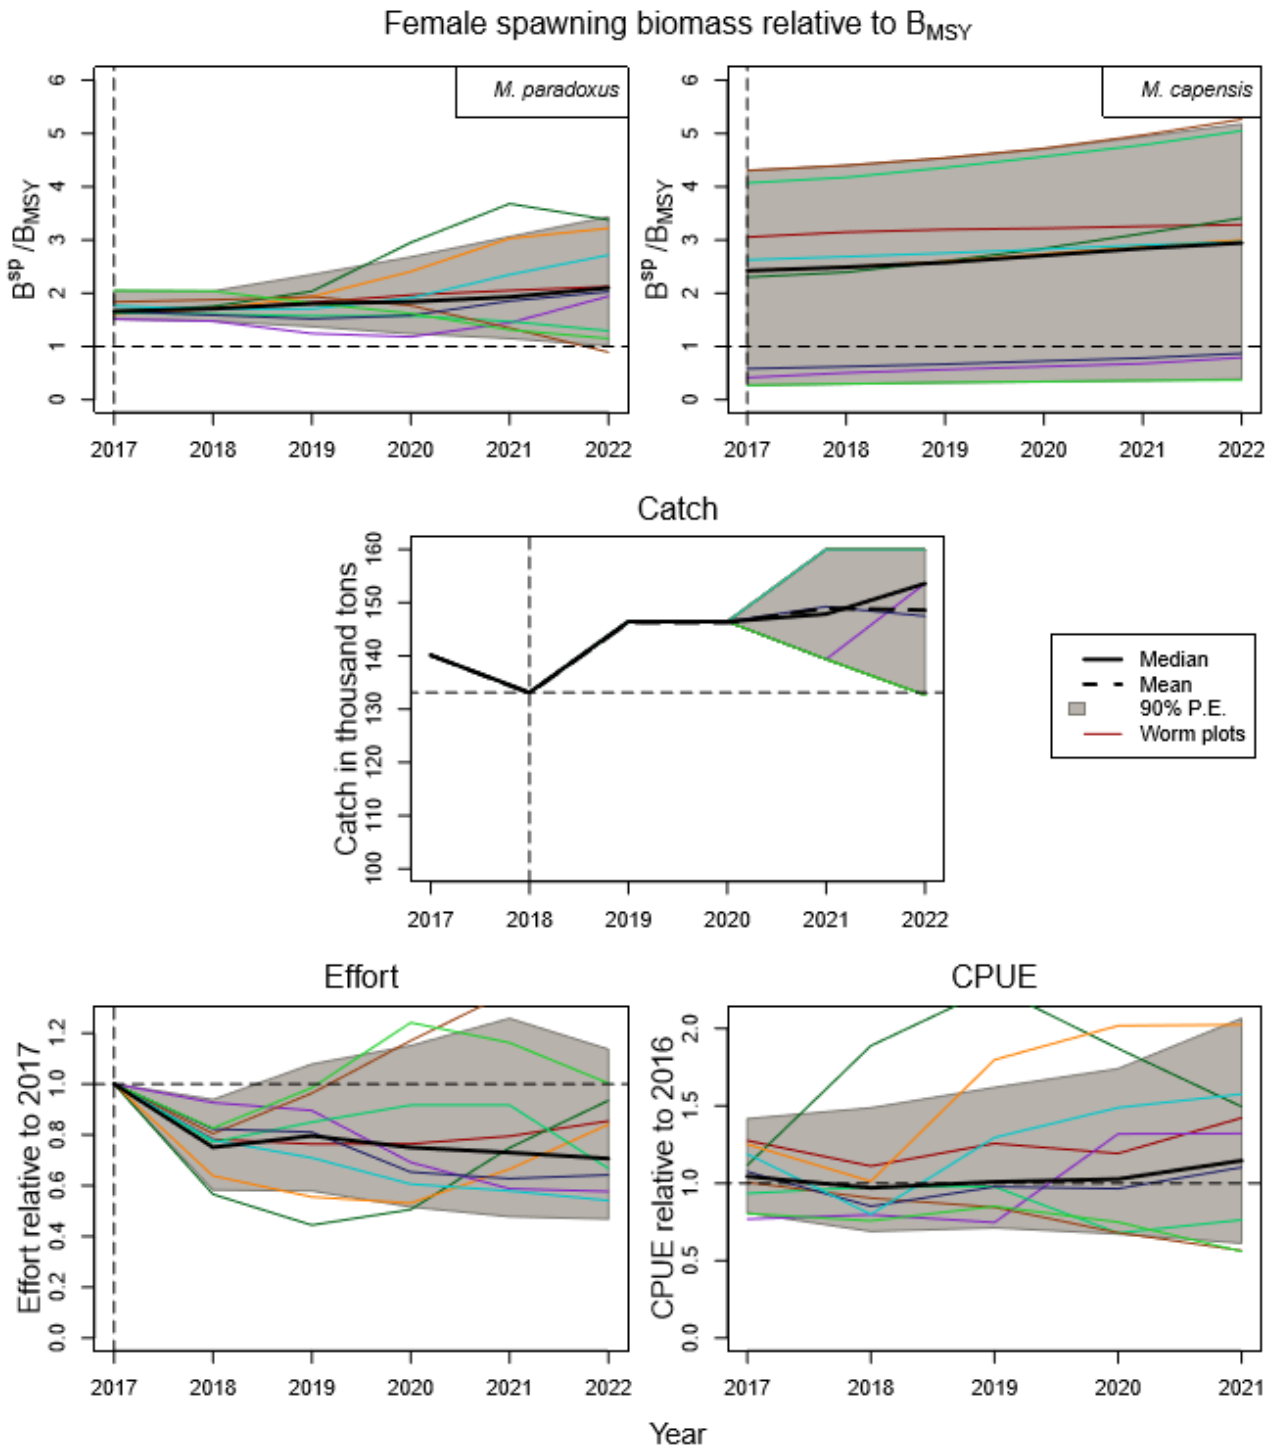 Female spawning biomass relative to BMSY
M. paradoxus
M. capensis
Bsp /BMSY
0 1 2 3 4 5 6
2017 2018 2019 2020 2021 2022
Bsp /BMSY
0 1 2 3 4 5 6
2017 2018 2019 2020 2021 2022
Catch
Catch in thousand tons
100 110 120 130 140 150 160
2017 2018 2019 2020 2021 2022
Median
Mean
90% P.E.
Worm plots
Effort
Effort relative to 2017
0.0 0.2 0.4 0.6 0.8 1.0 1.2
2017 2018 2019 2020 2021 2022
CPUE
CPUE relative to 2016
0.0 0.5 1.0 1.5 2.0
2017 2018 2019 2020 2021
Year